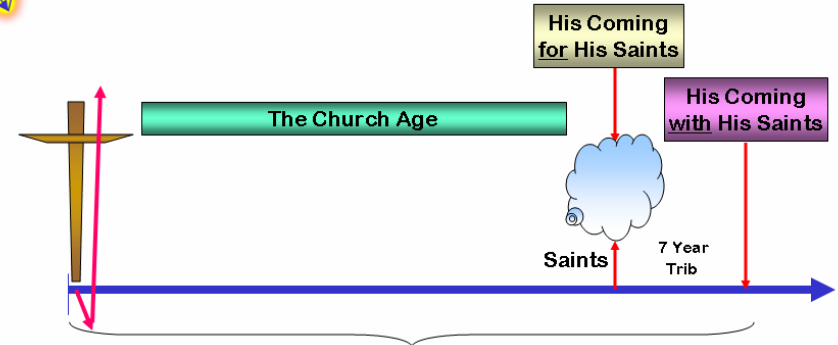 His Coming
for His Saints
His Coming
with His Saints
The Church Age
Saints
7 Year
Trib